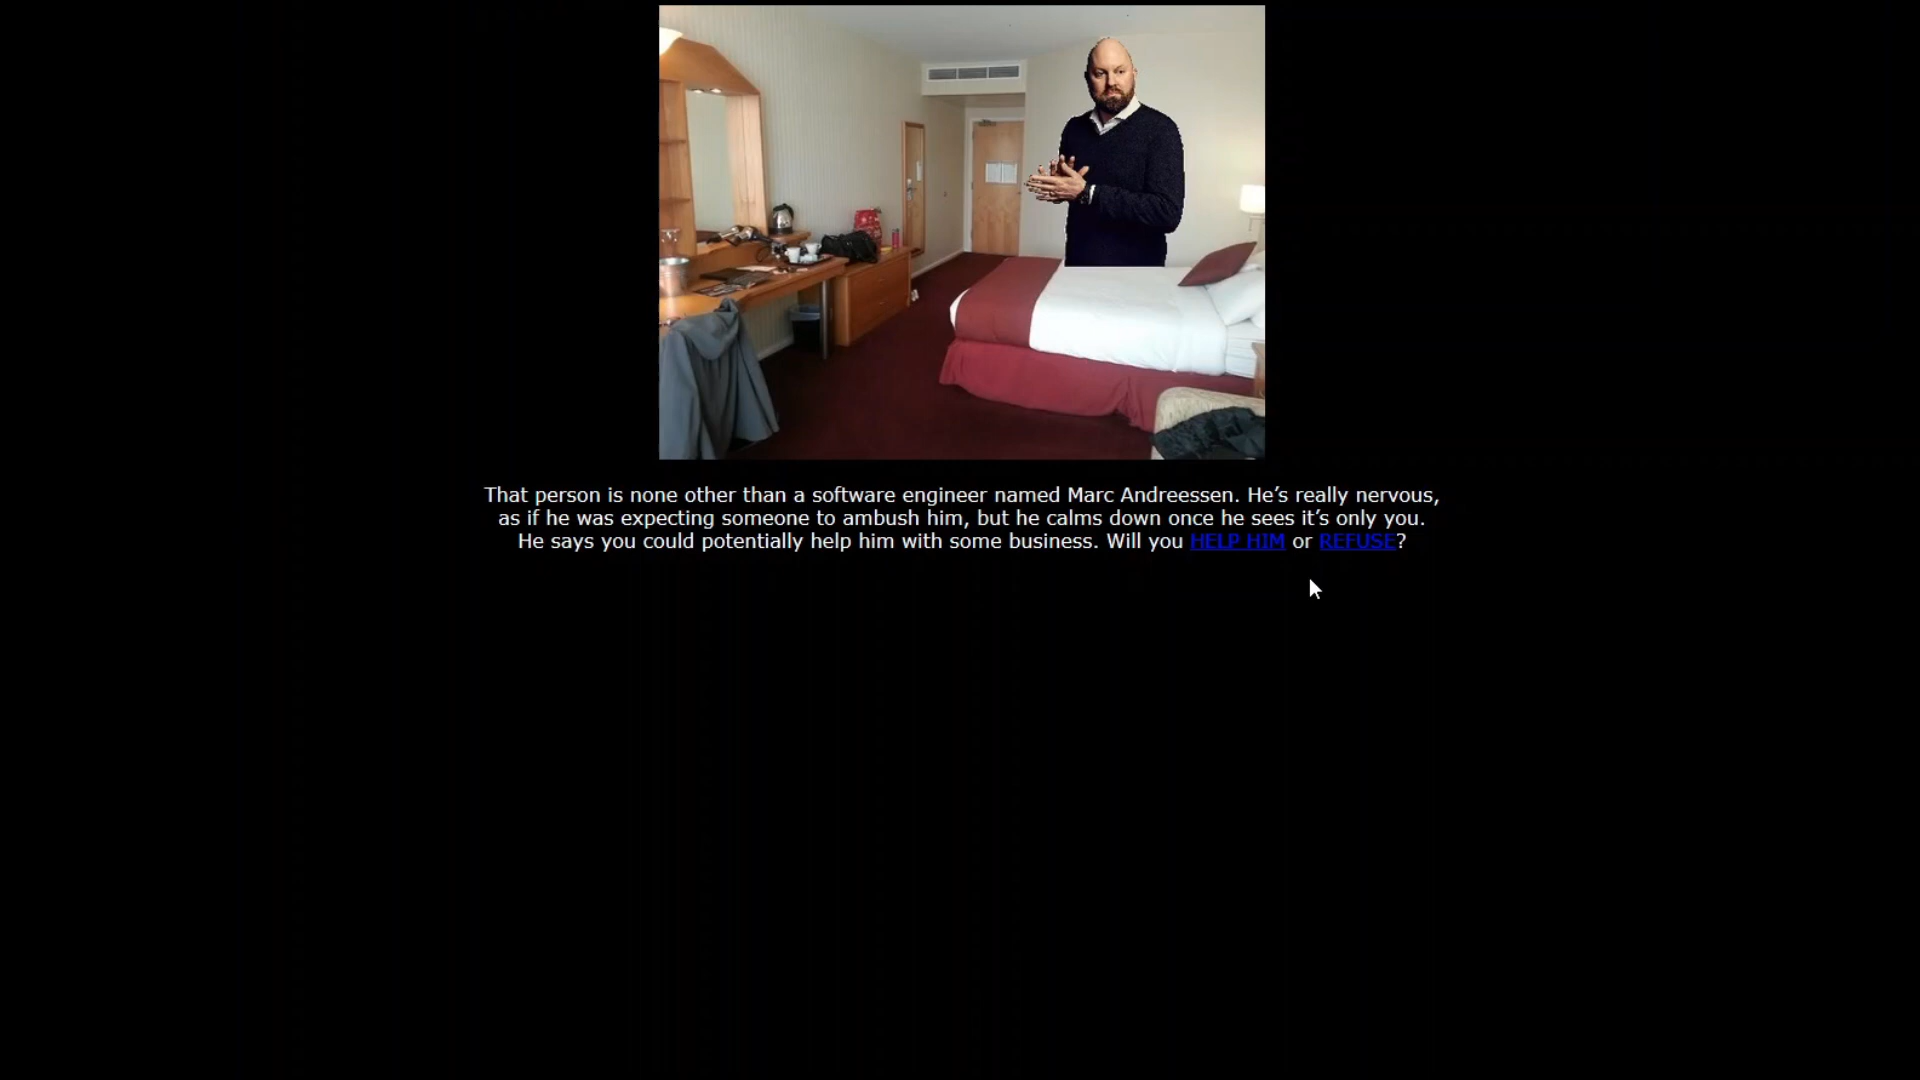 That person is none other than a software engineer named Marc Andreessen. He’s really nervous,
as if he was expecting someone to ambush him, but he calms down once he sees it’s only you.
He says you could potentially help him with some business. Will you HELP HIM or REFUSE?